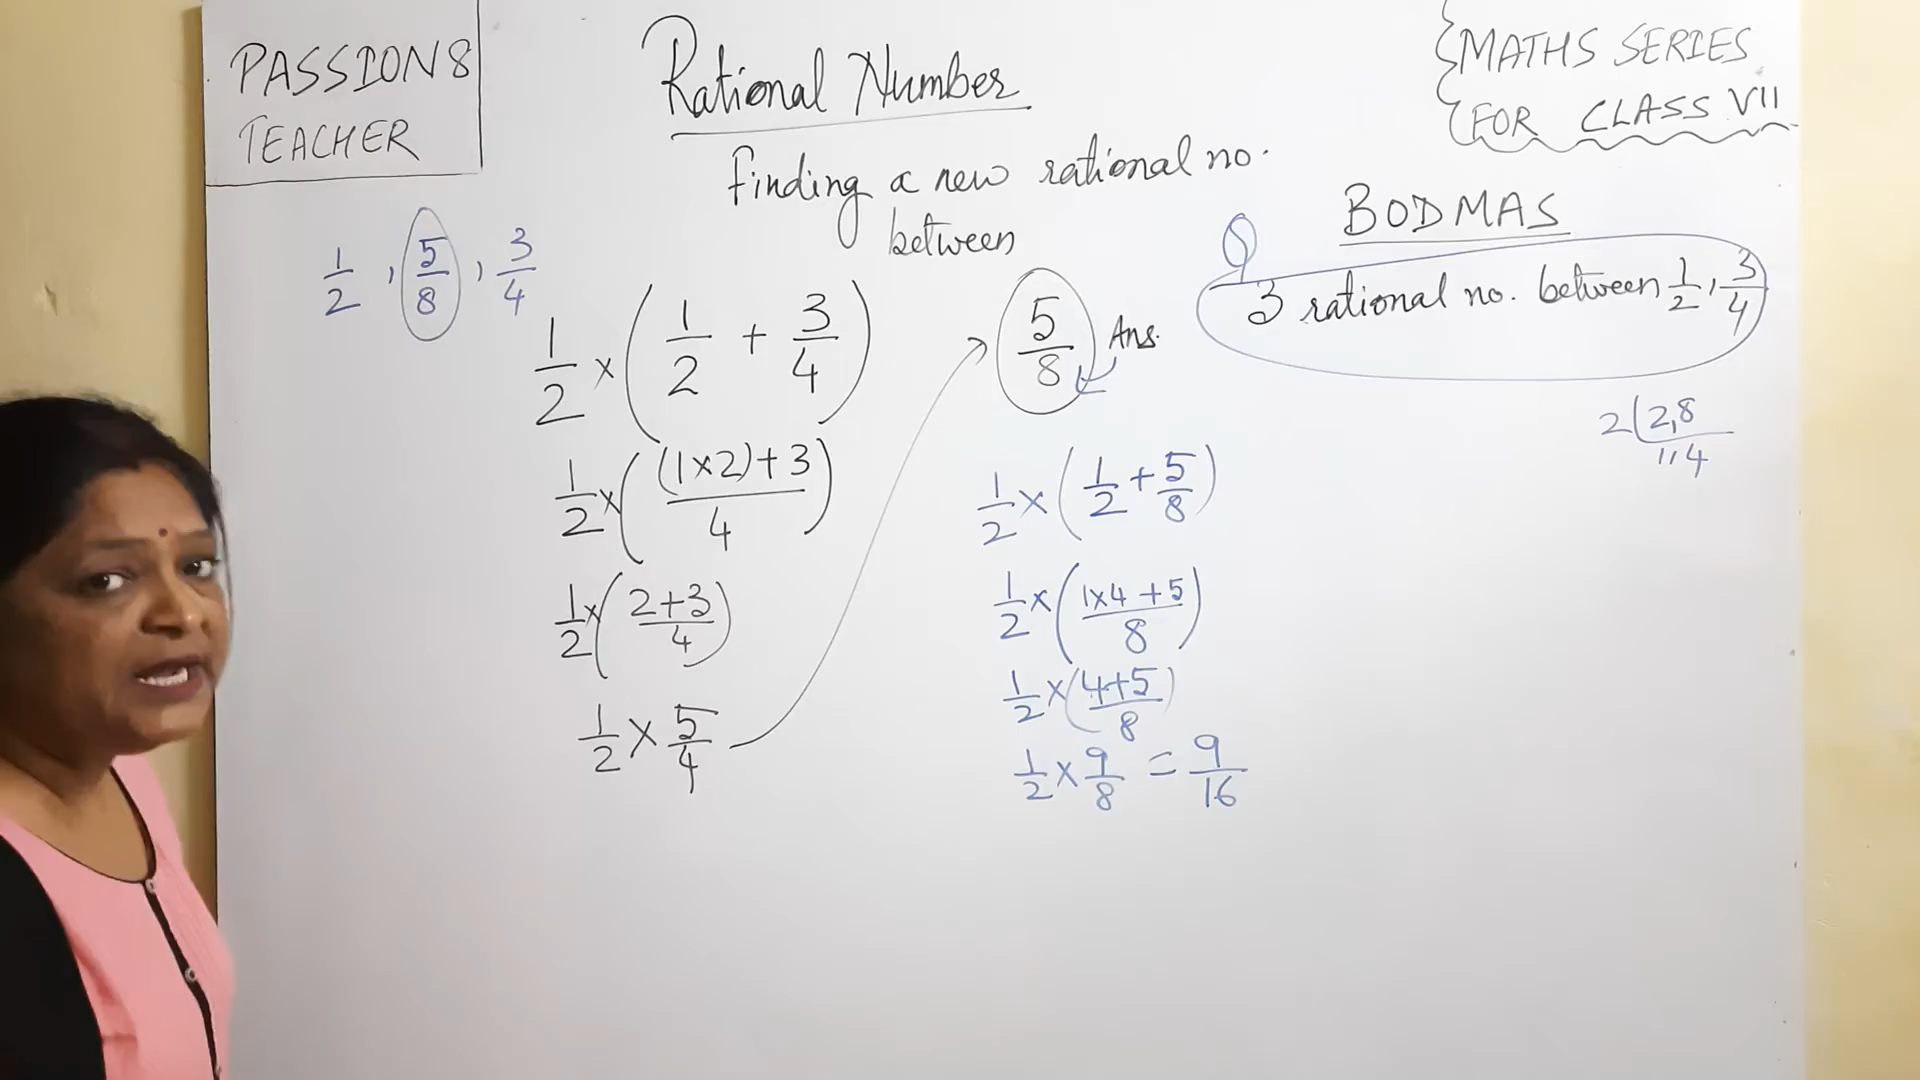 PASSION8
TEACHER
Rational Number
finding a new rational no.
between
MATHS SERIES
FOR CLASS VII
BODMAS
Q 3 rational no. between 1/2, 3/4
1/2, 5/8, 3/4
1/2 × (1/2 + 3/4)
1/2 × ((1×2)+3)/4
1/2 × (2+3)/4
1/2 × 5/4
5/8 Ans.
1/2 × (1/2 + 5/8)
1/2 × (1×4+5)/8
1/2 × (4+5)/8
1/2 × 9/8 = 9/16
2 | 2,8
1,4